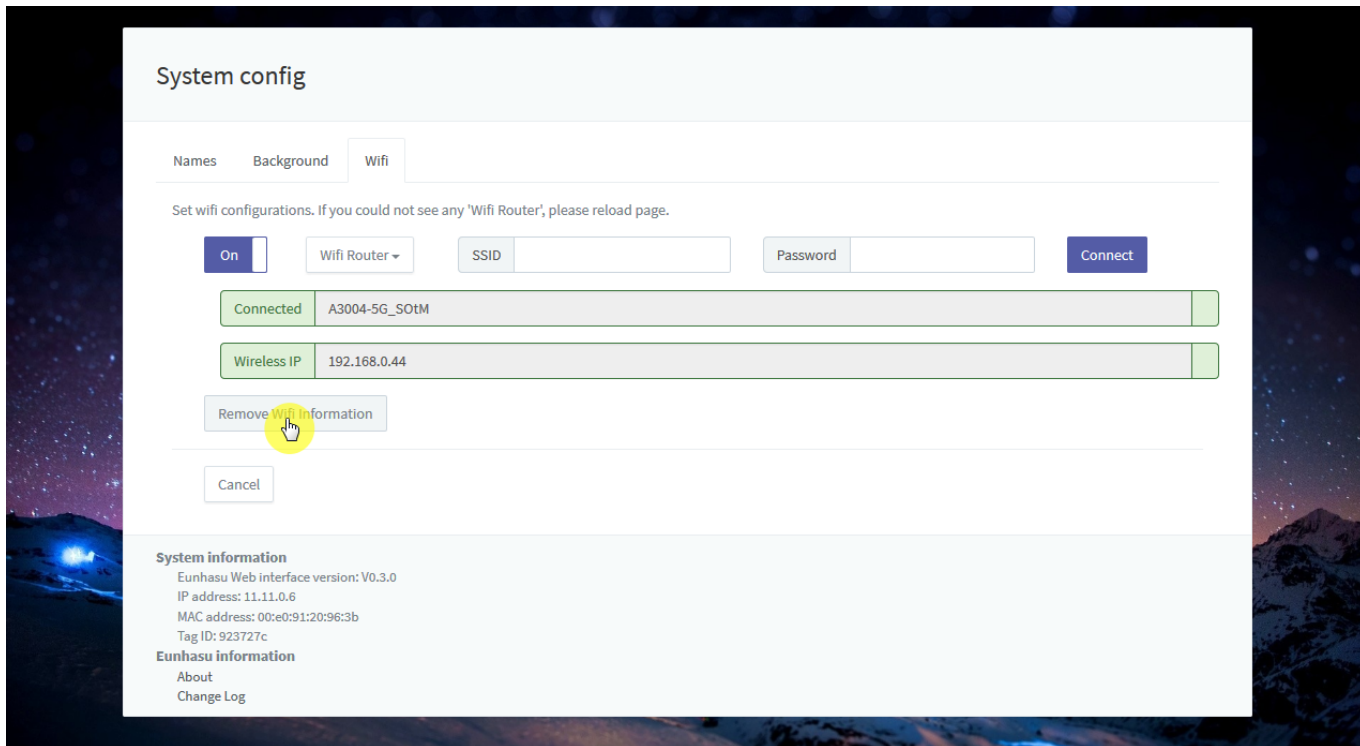 System config
Names Background Wifi
Set wifi configurations. If you could not see any 'Wifi Router', please reload page.
On Wifi Router SSID Password Connect
Connected A3004-5G_SOtM
Wireless IP 192.168.0.44
Remove Wifi Information
Cancel
System information
Eunhasu Web interface version: V0.3.0
IP address: 11.11.0.6
MAC address: 00:e0:91:20:96:3b
Tag ID: 923727c
Eunhasu information
About
Change Log